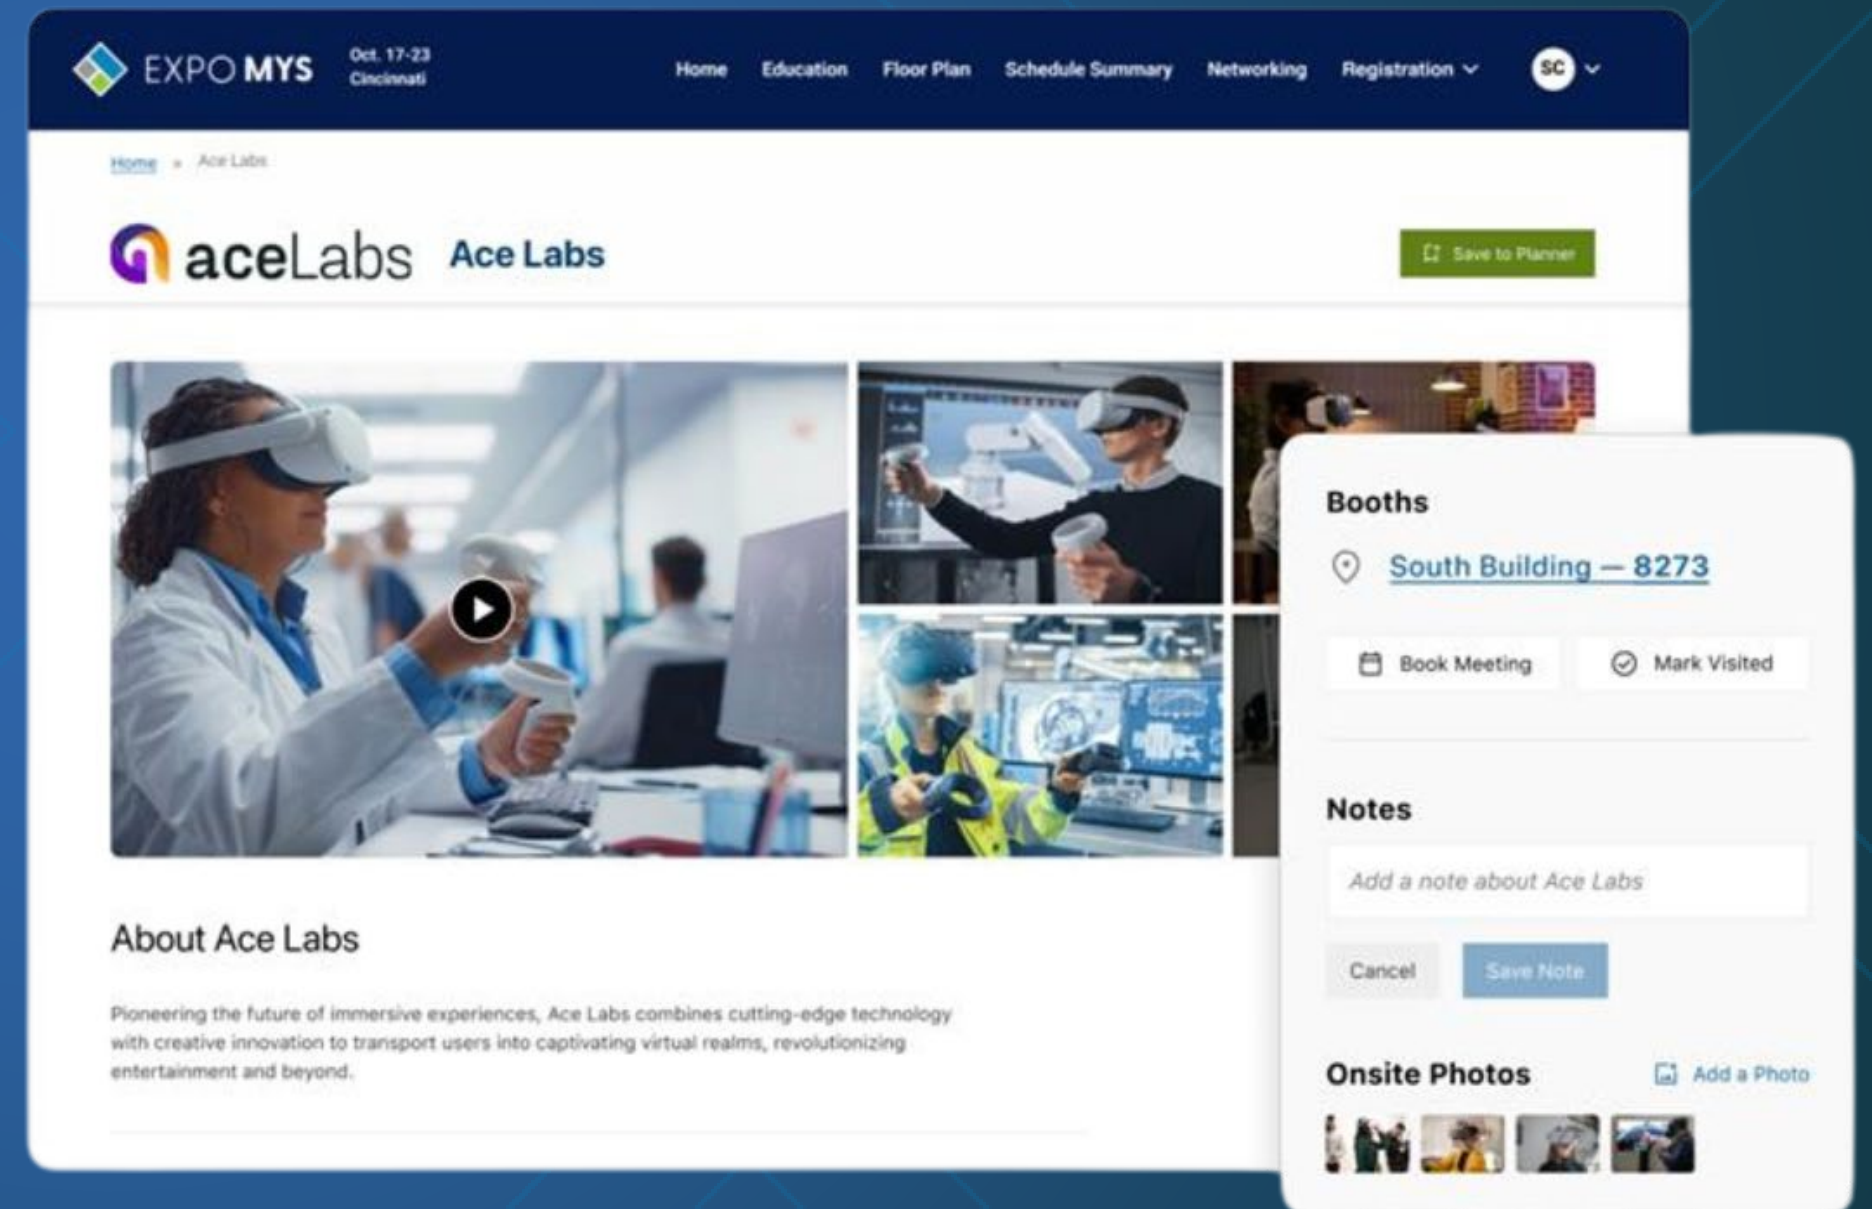 EXPO MYS
Oct. 17-23
Cincinnati
Home
Education
Floor Plan
Schedule Summary
Networking
Registration
SC
Home » Ace Labs
aceLabs
Ace Labs
Save to Planner
Booths
South Building — 8273
Book Meeting
Mark Visited
Notes
Add a note about Ace Labs
Cancel
Save Note
Onsite Photos
Add a Photo
About Ace Labs
Pioneering the future of immersive experiences, Ace Labs combines cutting-edge technology
with creative innovation to transport users into captivating virtual realms, revolutionizing
entertainment and beyond.